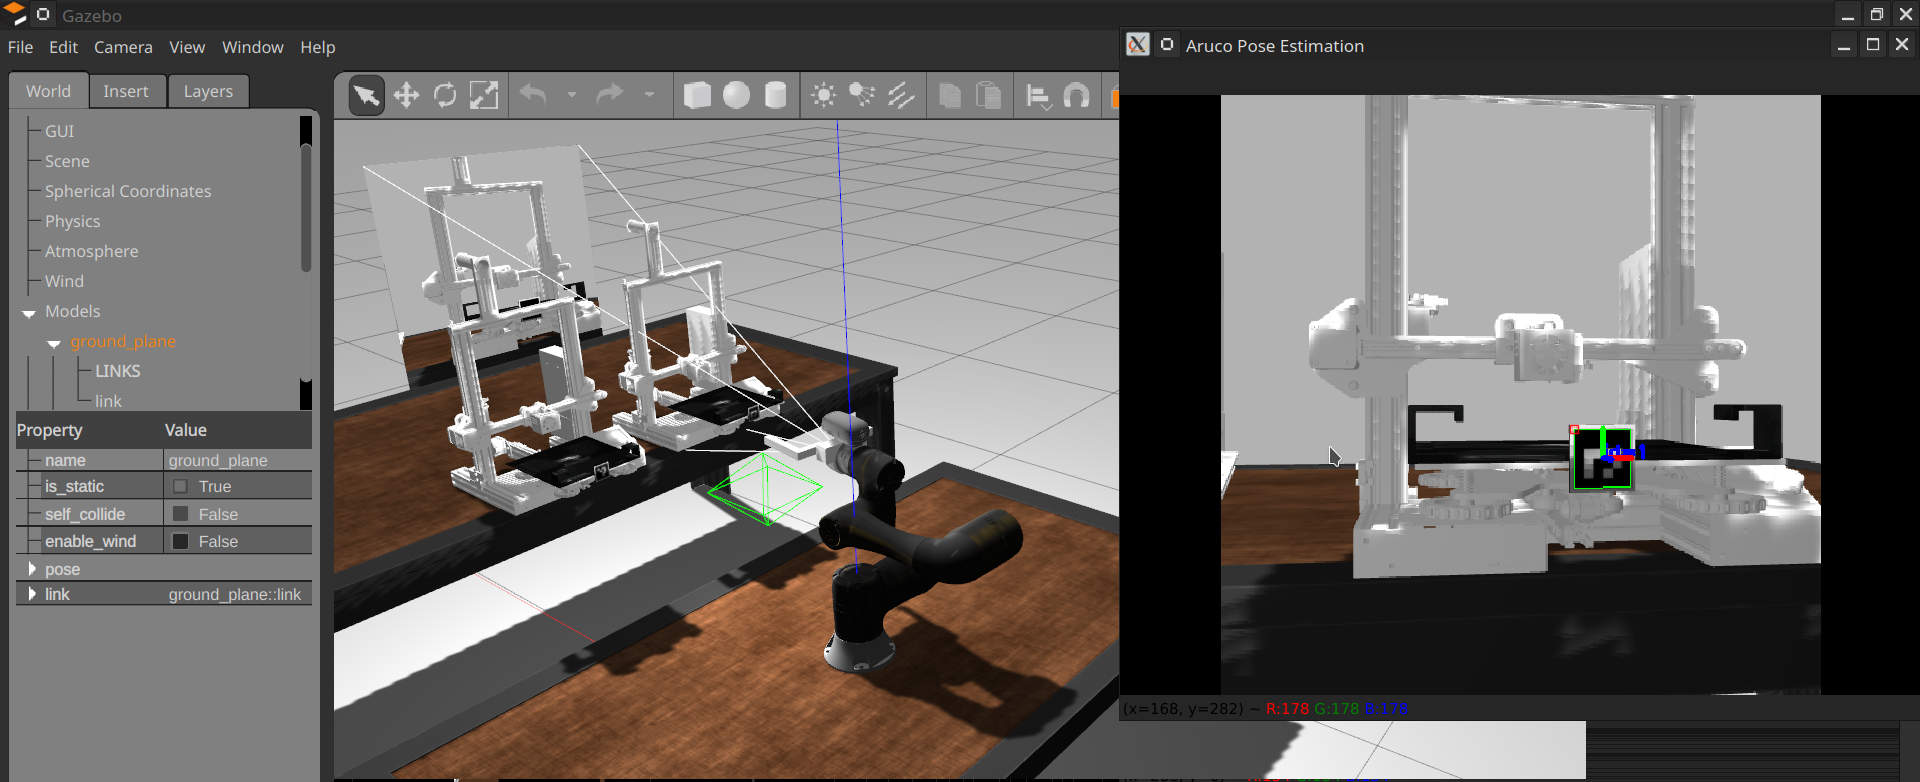 Gazebo
File Edit Camera View Window Help
World Insert Layers
GUI
Scene
Spherical Coordinates
Physics
Atmosphere
Wind
Models
ground_plane
LINKS
link
Property Value
name ground_plane
is_static True
self_collide False
enable_wind False
pose
link ground_plane::link
Aruco Pose Estimation
1
(x=168, y=282) ~ R:178 G:178 B:178